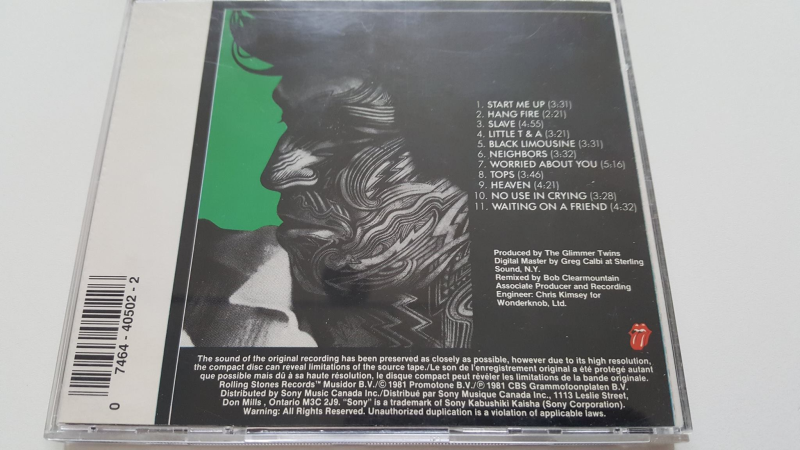 1. START ME UP (3:31)
2. HANG FIRE (2:21)
3. SLAVE (4:55)
4. LITTLE T & A (3:21)
5. BLACK LIMOUSINE (3:31)
6. NEIGHBORS (3:32)
7. WORRIED ABOUT YOU (5:16)
8. TOPS (3:46)
9. HEAVEN (4:21)
10. NO USE IN CRYING (3:28)
11. WAITING ON A FRIEND (4:32)
Produced by The Glimmer Twins
Digital Master by Greg Calbi at Sterling
Sound, N.Y.
Remixed by Bob Clearmountain
Associate Producer and Recording
Engineer: Chris Kimsey for
Wonderknob, Ltd.
The sound of the original recording has been preserved as closely as possible, however due to its high resolution,
the compact disc can reveal limitations of the source tape./Le son de l'enregistrement original a été protégé autant
que possible mais dû à sa haute résolution, le disque compact peut révéler les limitations de la bande originale.
Rolling Stones Records™ Musidor B.V./© 1981 Promotone B.V./℗ 1981 CBS Grammofoonplaten B.V.
Distributed by Sony Music Canada Inc./Distribué par Sony Musique Canada Inc., 1113 Leslie Street,
Don Mills, Ontario M3C 2J9. "Sony" is a trademark of Sony Kabushiki Kaisha (Sony Corporation).
Warning: All Rights Reserved. Unauthorized duplication is a violation of applicable laws.
0 7464 - 40502 - 2